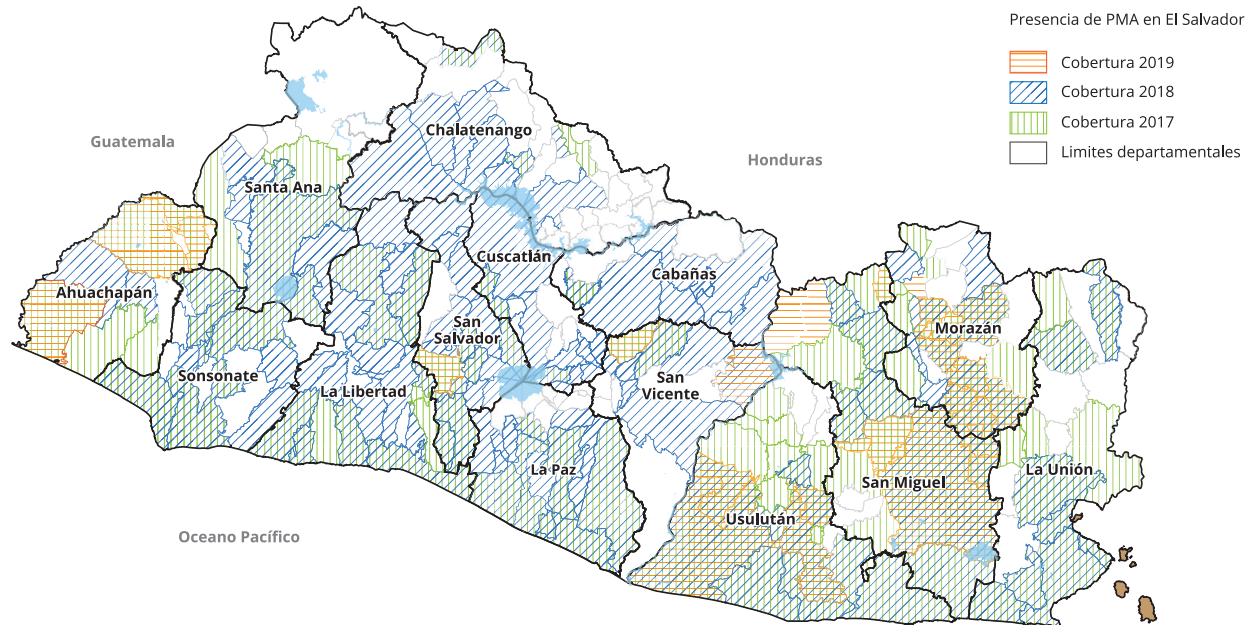 Presencia de PMA en El Salvador
Cobertura 2019
Cobertura 2018
Cobertura 2017
Limites departamentales
Guatemala
Honduras
Chalatenango
Santa Ana
Cuscatlán
Cabañas
Ahuachapán
San
Salvador
Morazán
Sonsonate
La Libertad
San
Vicente
La Paz
La Unión
San Miguel
Usulután
Oceano Pacífico